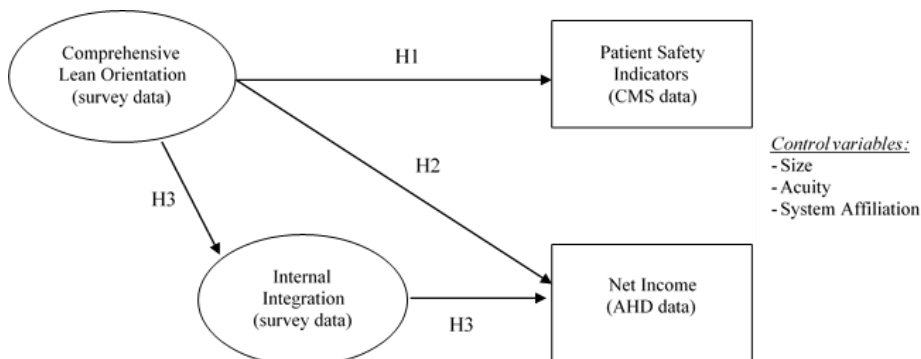 Comprehensive
Lean Orientation
(survey data)
H1
Patient Safety
Indicators
(CMS data)
Control variables:
- Size
- Acuity
- System Affiliation
H2
H3
Internal
Integration
(survey data)
H3
Net Income
(AHD data)